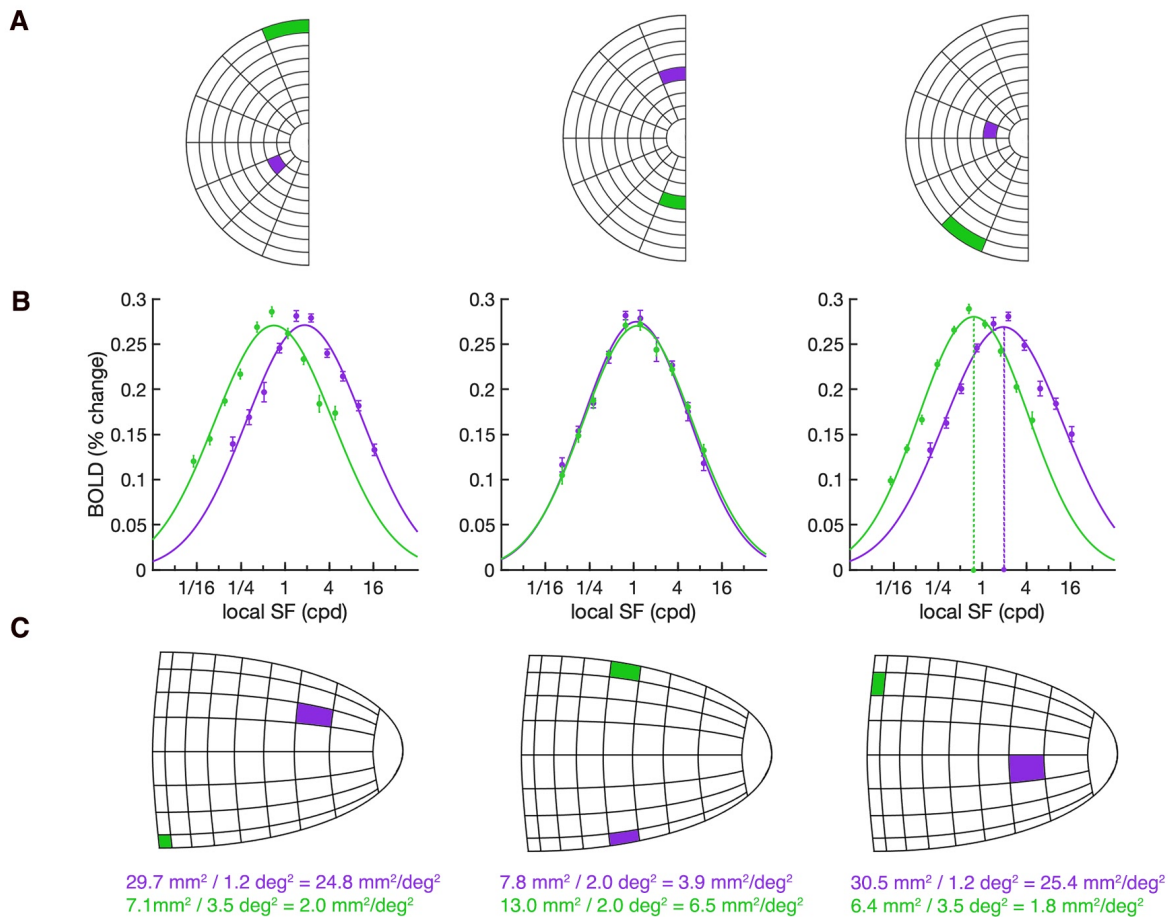 A
B
BOLD (% change)
0.3
0.25
0.2
0.15
0.1
0.05
0
1/16 1/4 1 4 16
local SF (cpd)
0.3
0.25
0.2
0.15
0.1
0.05
0
1/16 1/4 1 4 16
local SF (cpd)
0.3
0.25
0.2
0.15
0.1
0.05
0
1/16 1/4 1 4 16
local SF (cpd)
C
29.7 mm² / 1.2 deg² = 24.8 mm²/deg²
7.1mm² / 3.5 deg² = 2.0 mm²/deg²
7.8 mm² / 2.0 deg² = 3.9 mm²/deg²
13.0 mm² / 2.0 deg² = 6.5 mm²/deg²
30.5 mm² / 1.2 deg² = 25.4 mm²/deg²
6.4 mm² / 3.5 deg² = 1.8 mm²/deg²